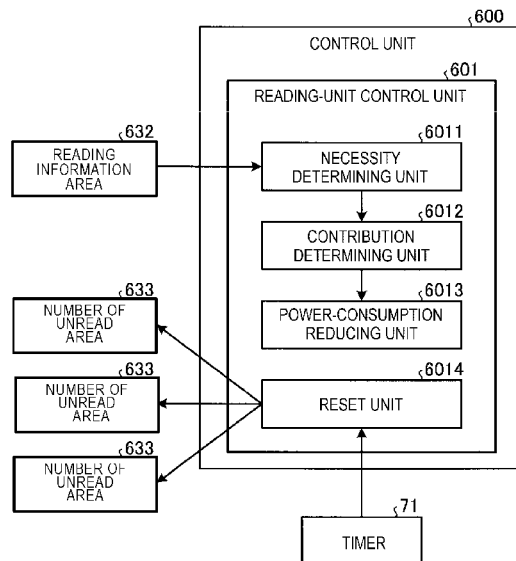 600
CONTROL UNIT
601
READING-UNIT CONTROL UNIT
632
READING
INFORMATION
AREA
6011
NECESSITY
DETERMINING UNIT
6012
CONTRIBUTION
DETERMINING UNIT
633
NUMBER OF
UNREAD
AREA
6013
POWER-CONSUMPTION
REDUCING UNIT
633
NUMBER OF
UNREAD
AREA
6014
RESET UNIT
633
NUMBER OF
UNREAD
AREA
71
TIMER